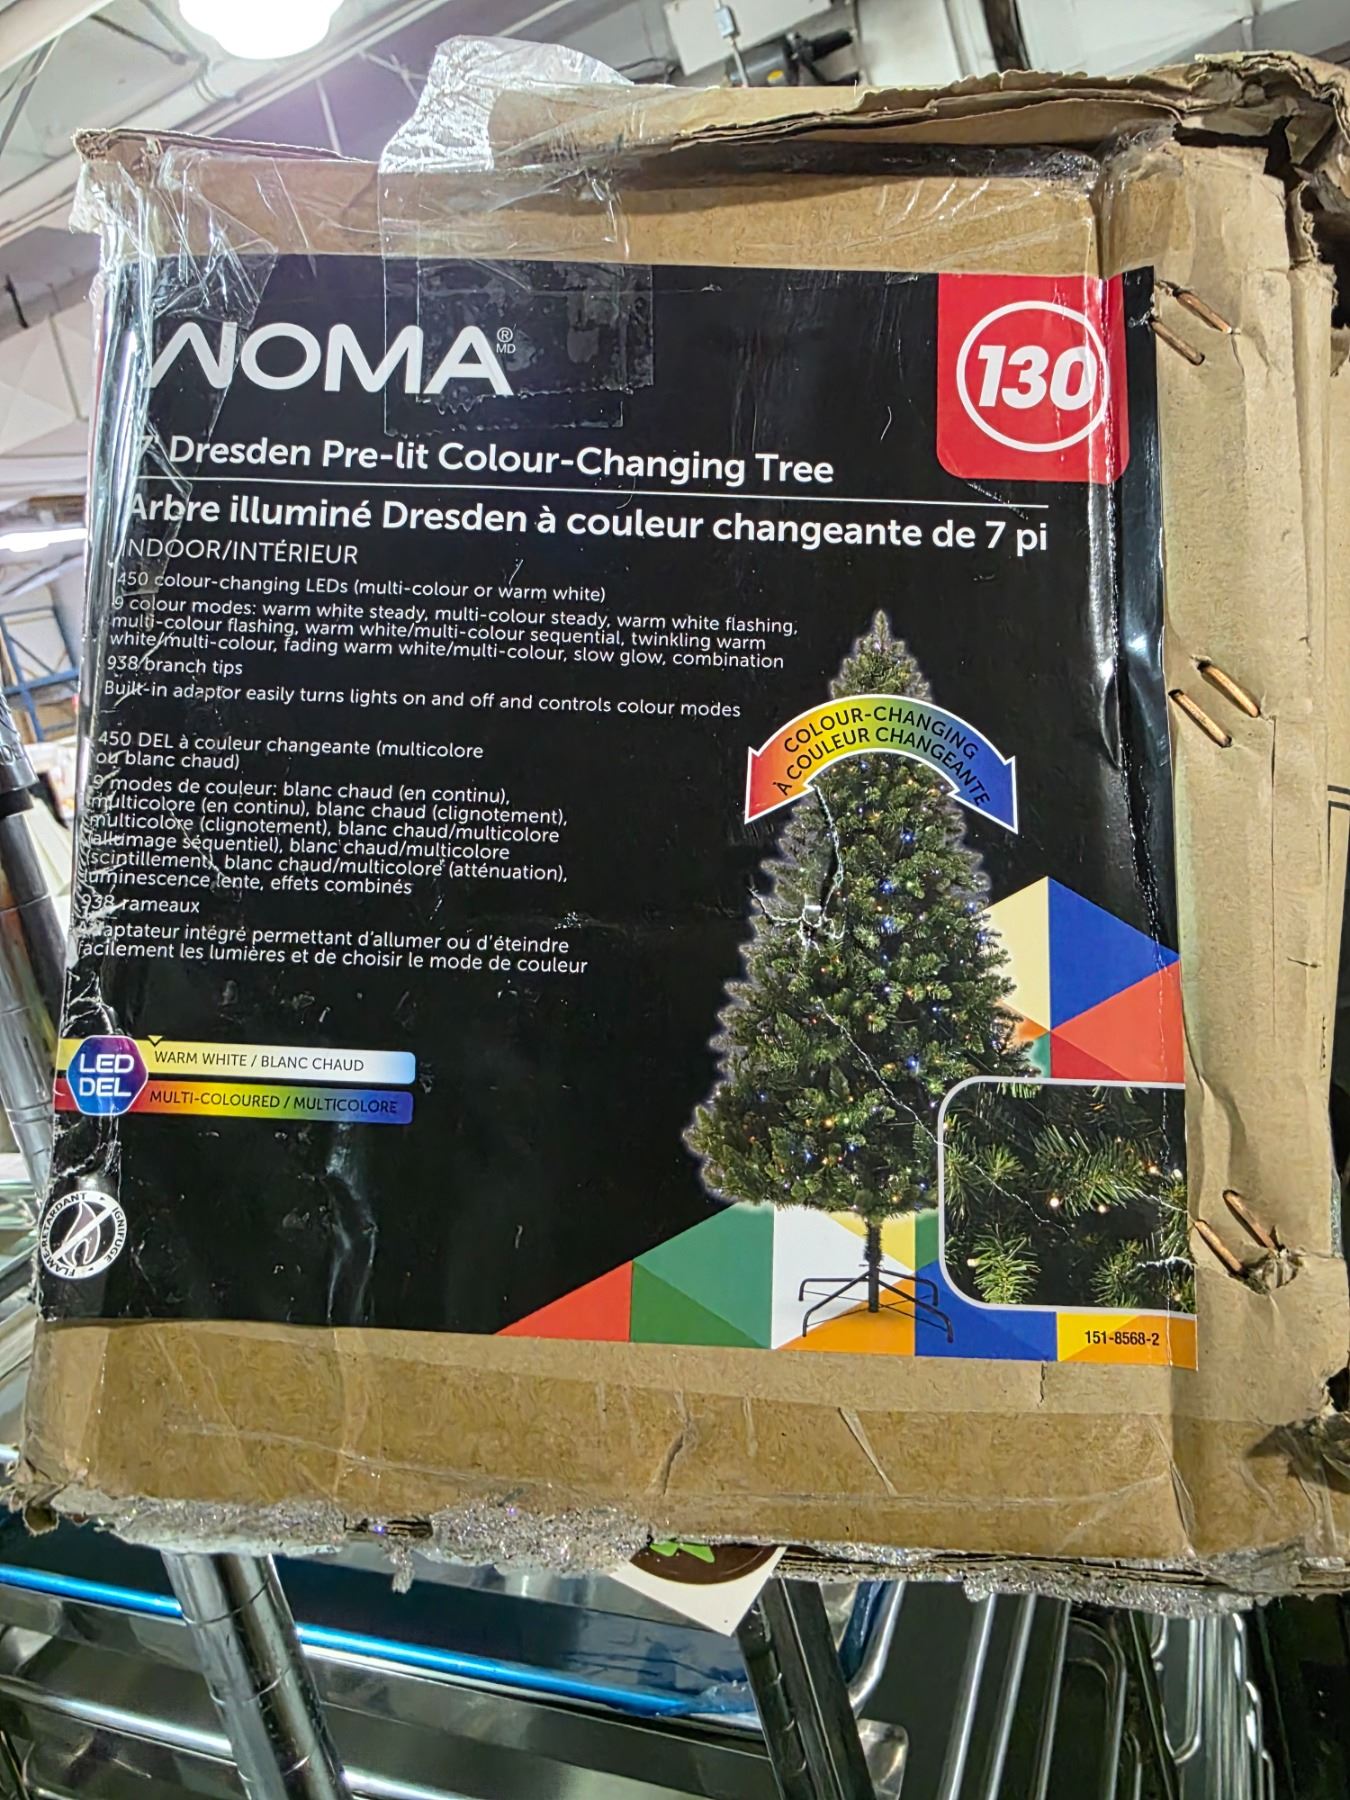 NOMA® MD
130
7' Dresden Pre-lit Colour-Changing Tree
Arbre illuminé Dresden à couleur changeante de 7 pi
INDOOR/INTÉRIEUR
450 colour-changing LEDs (multi-colour or warm white)
9 colour modes: warm white steady, multi-colour steady, warm white flashing,
multi-colour flashing, warm white/multi-colour sequential, twinkling warm
white/multi-colour, fading warm white/multi-colour, slow glow, combination
938 branch tips
Built-in adaptor easily turns lights on and off and controls colour modes
450 DEL à couleur changeante (multicolore
ou blanc chaud)
9 modes de couleur: blanc chaud (en continu),
multicolore (en continu), blanc chaud (clignotement),
multicolore (clignotement), blanc chaud/multicolore
(allumage séquentiel), blanc chaud/multicolore
(scintillement), blanc chaud/multicolore (atténuation),
luminescence lente, effets combinés
938 rameaux
Adaptateur intégré permettant d'allumer ou d'éteindre
facilement les lumières et de choisir le mode de couleur
COLOUR-CHANGING
À COULEUR CHANGEANTE
LED
DEL
WARM WHITE / BLANC CHAUD
MULTI-COLOURED / MULTICOLORE
FLAME-RETARDANT • IGNIFUGE •
151-8568-2